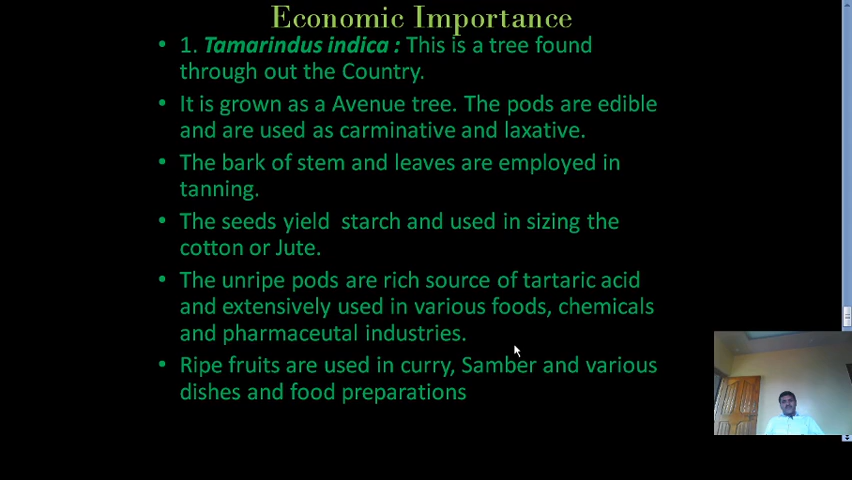 Economic Importance
• 1. Tamarindus indica : This is a tree found
through out the Country.
• It is grown as a Avenue tree. The pods are edible
and are used as carminative and laxative.
• The bark of stem and leaves are employed in
tanning.
• The seeds yield starch and used in sizing the
cotton or Jute.
• The unripe pods are rich source of tartaric acid
and extensively used in various foods, chemicals
and pharmaceutal industries.
• Ripe fruits are used in curry, Samber and various
dishes and food preparations